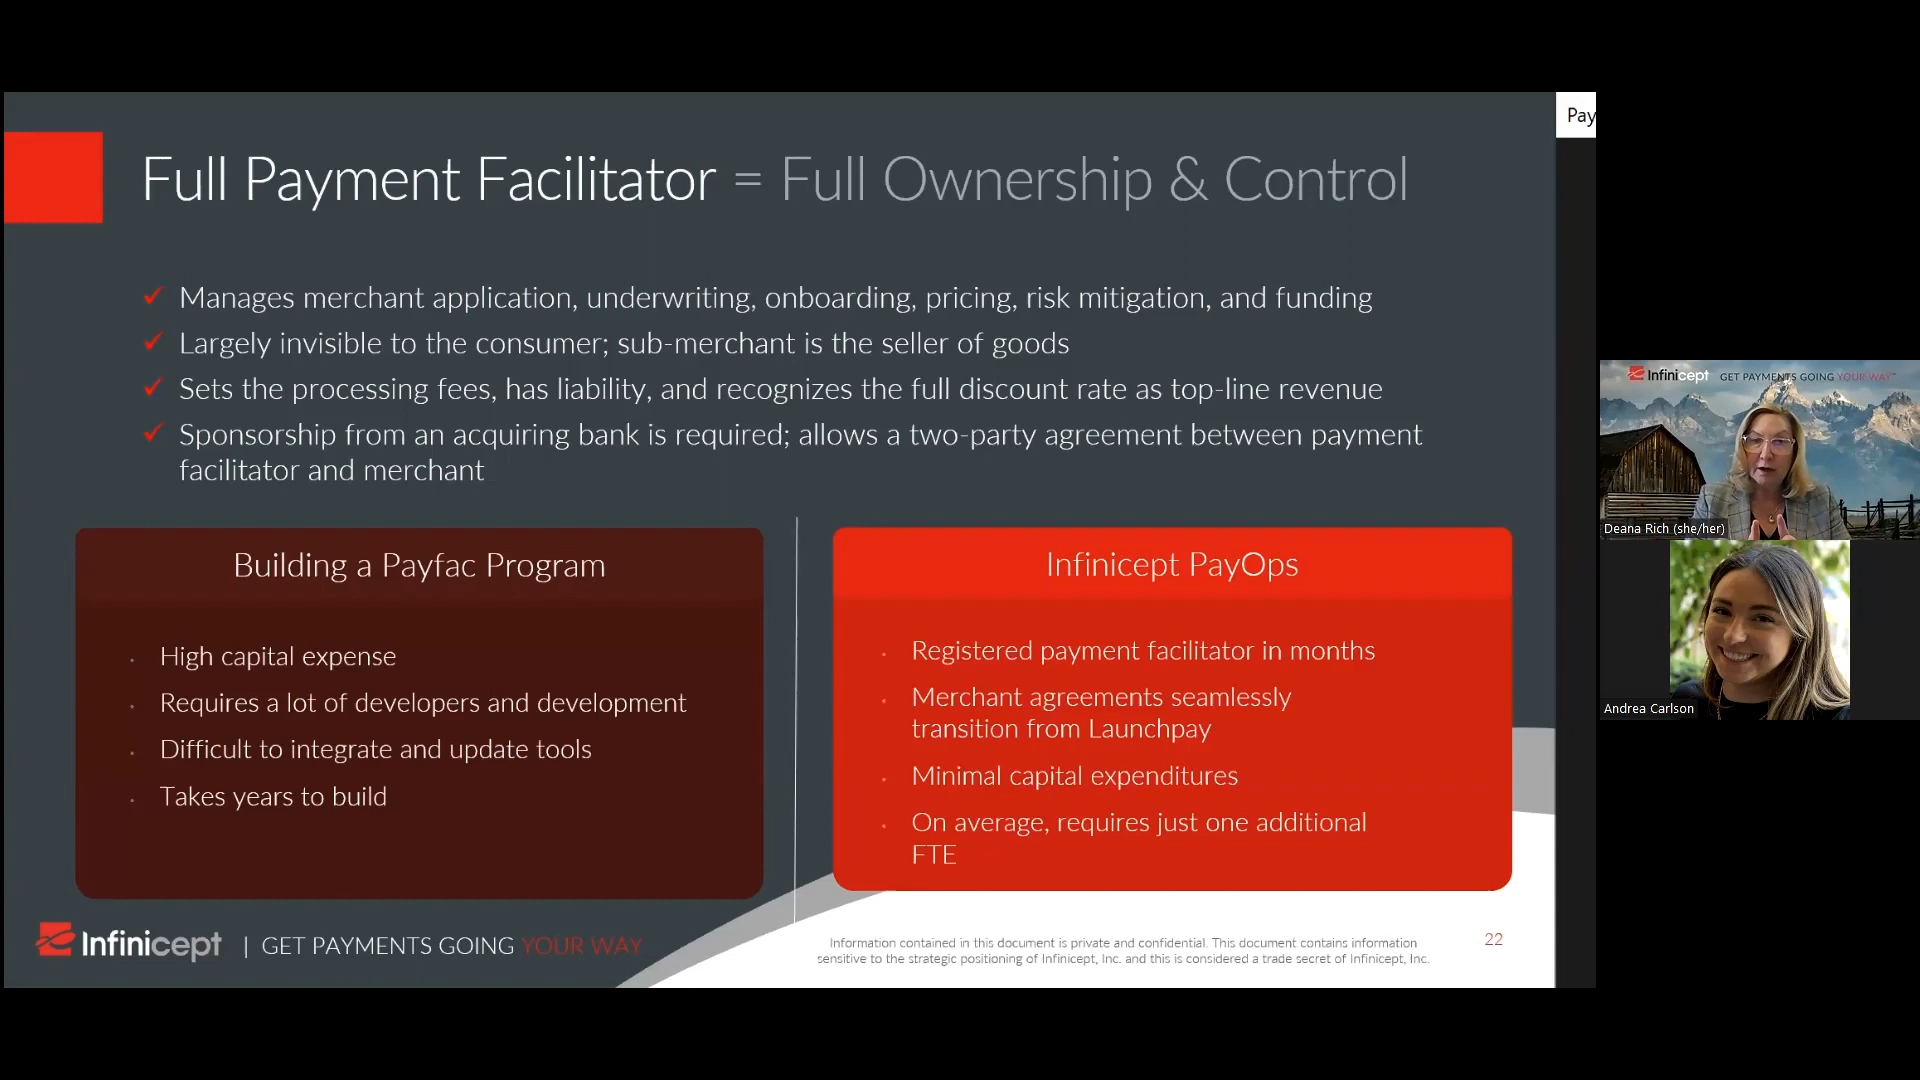 Pay
Full Payment Facilitator = Full Ownership & Control
✓ Manages merchant application, underwriting, onboarding, pricing, risk mitigation, and funding
✓ Largely invisible to the consumer; sub-merchant is the seller of goods
✓ Sets the processing fees, has liability, and recognizes the full discount rate as top-line revenue
✓ Sponsorship from an acquiring bank is required; allows a two-party agreement between payment
facilitator and merchant
Building a Payfac Program
· High capital expense
· Requires a lot of developers and development
· Difficult to integrate and update tools
· Takes years to build
Infinicept PayOps
· Registered payment facilitator in months
· Merchant agreements seamlessly
transition from Launchpay
· Minimal capital expenditures
· On average, requires just one additional
FTE
Infinicept | GET PAYMENTS GOING YOUR WAY
Information contained in this document is private and confidential. This document contains information
sensitive to the strategic positioning of Infinicept, Inc. and this is considered a trade secret of Infinicept, Inc.
22
Infinicept GET PAYMENTS GOING YOUR WAY™
Deana Rich (she/her)
Andrea Carlson